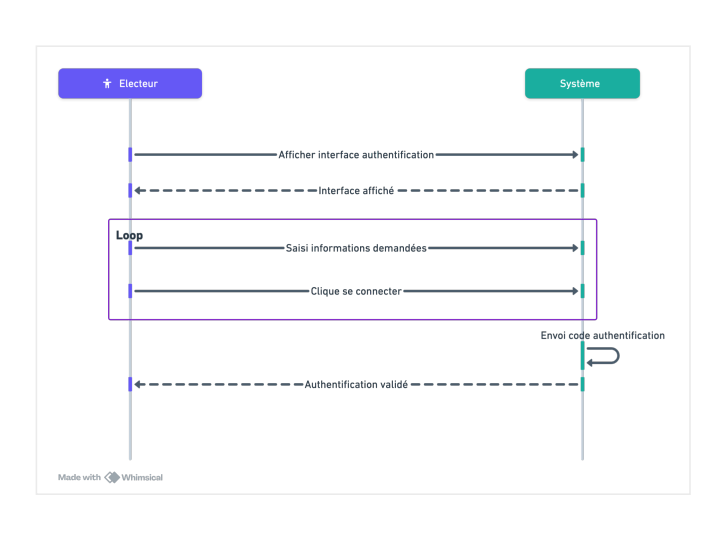 Electeur
Système
Afficher interface authentification
Interface affiché
Loop
Saisi informations demandées
Clique se connecter
Envoi code authentification
Authentification validé
Made with Whimsical